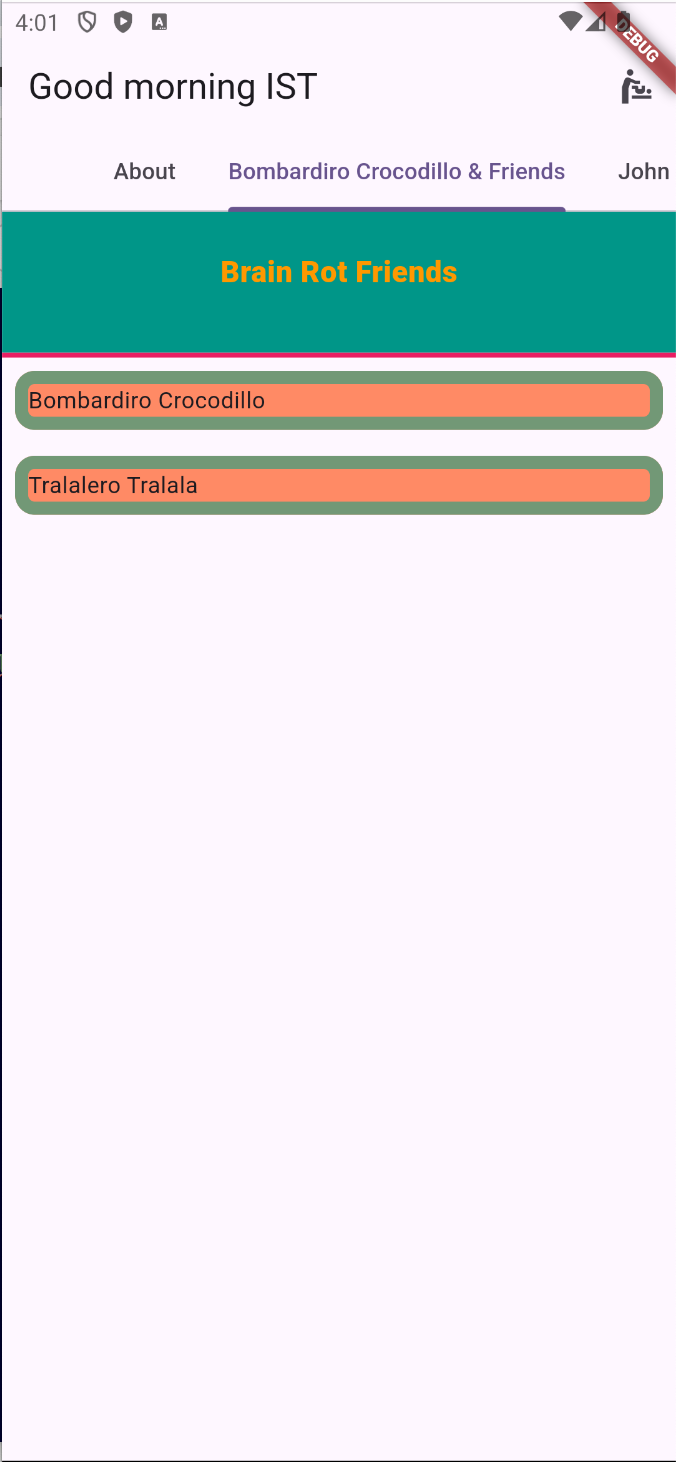 4:01
A
DEBUG
Good morning IST
About Bombardiro Crocodillo & Friends John
Brain Rot Friends
Bombardiro Crocodillo
Tralalero Tralala